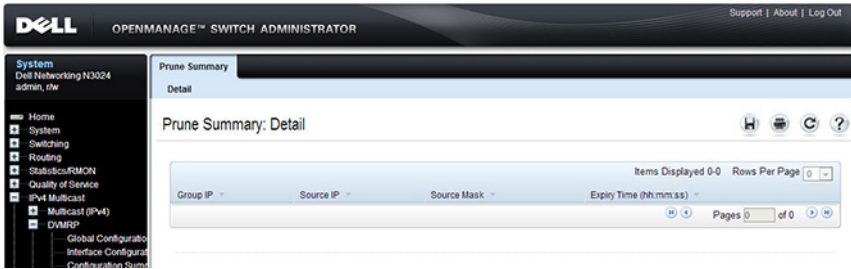 Support | About | Log Out
DELL OPENMANAGE™ SWITCH ADMINISTRATOR
System
Dell Networking N3024
admin, r/w
Home
System
Switching
Routing
Statistics/RMON
Quality of Service
IPv4 Multicast
Multicast (IPv4)
DVMRP
Global Configuratio
Interface Configurat
Configuration Summ
Prune Summary
Detail
Prune Summary: Detail
Items Displayed 0-0 Rows Per Page 0
Group IP Source IP Source Mask Expiry Time (hh:mm:ss)
Pages 0 of 0